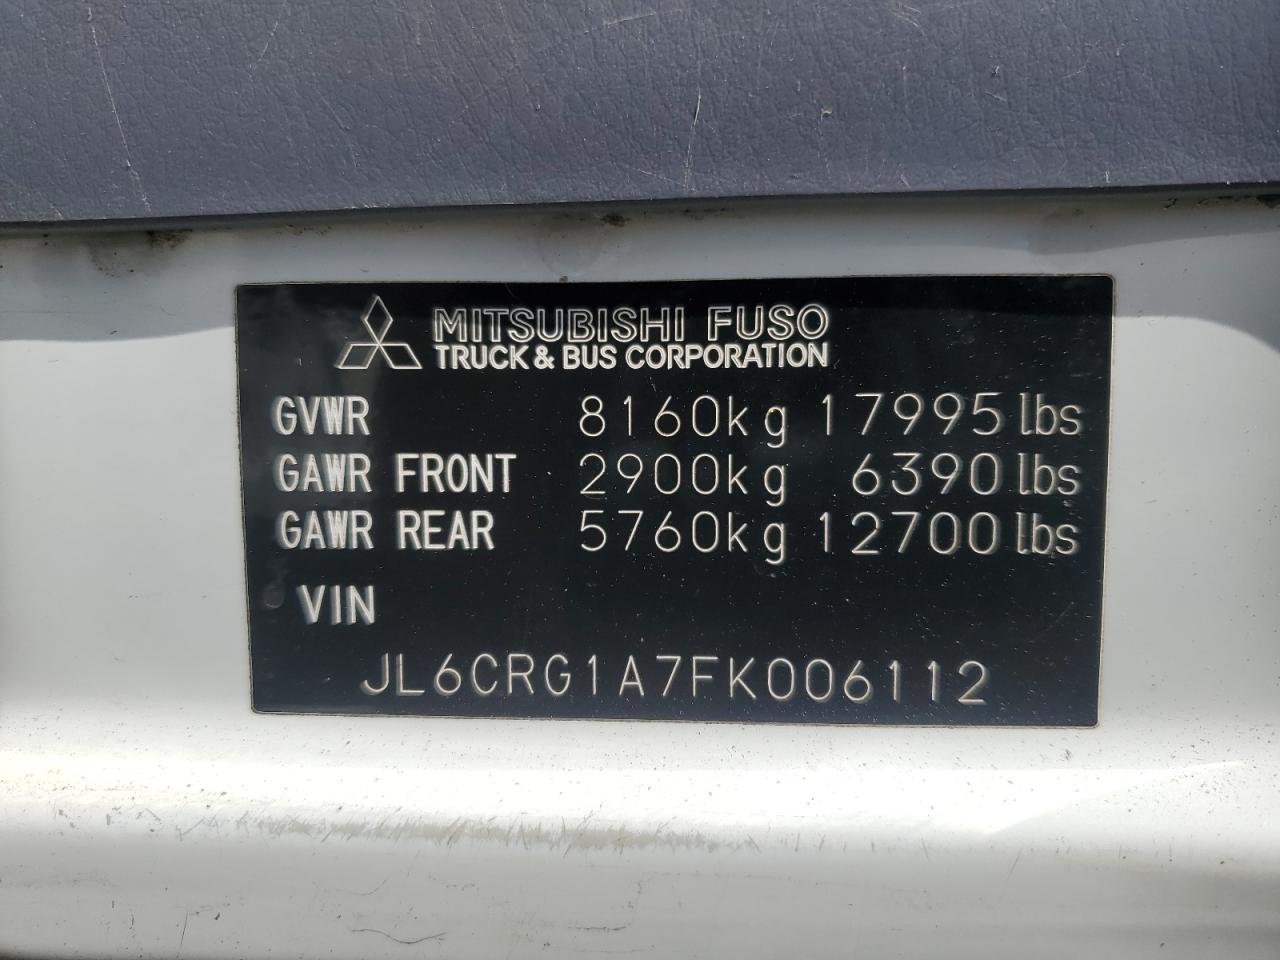 MITSUBISHI FUSO
TRUCK & BUS CORPORATION
GVWR 8160kg 17995lbs
GAWR FRONT 2900kg 6390lbs
GAWR REAR 5760kg 12700lbs
VIN
JL6CRG1A7FK006112